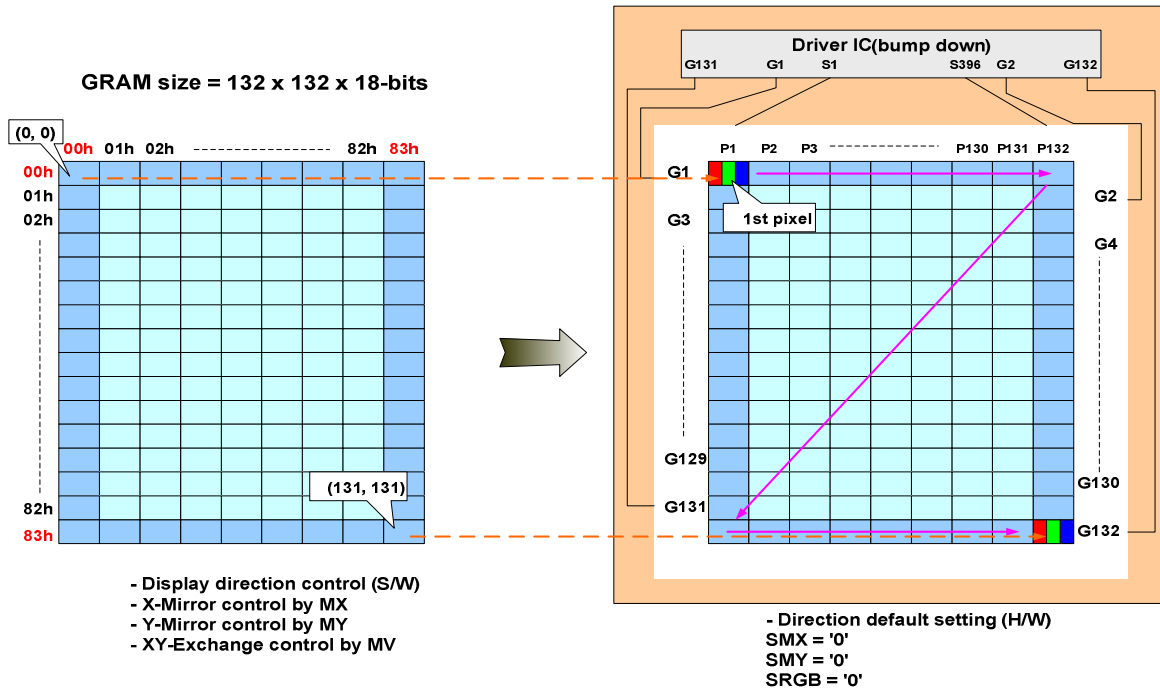 GRAM size = 132 x 132 x 18-bits
(0, 0)
00h 01h 02h 82h 83h
00h
01h
02h
82h
83h
(131, 131)
- Display direction control (S/W)
- X-Mirror control by MX
- Y-Mirror control by MY
- XY-Exchange control by MV
Driver IC(bump down)
G131 G1 S1 S396 G2 G132
P1 P2 P3 P130 P131 P132
G1
G3
G129
G131
1st pixel
G2
G4
G130
G132
- Direction default setting (H/W)
SMX = '0'
SMY = '0'
SRGB = '0'